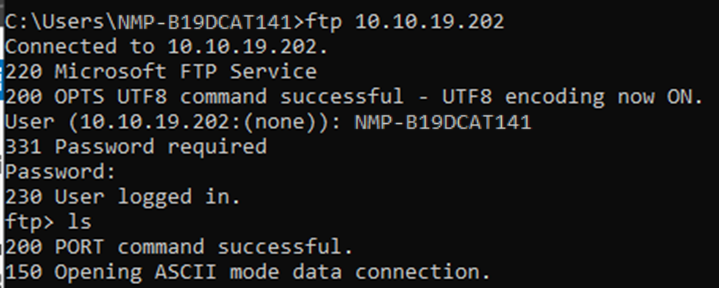 C:\Users\NMP-B19DCAT141>ftp 10.10.19.202
Connected to 10.10.19.202.
220 Microsoft FTP Service
200 OPTS UTF8 command successful - UTF8 encoding now ON.
User (10.10.19.202:(none)): NMP-B19DCAT141
331 Password required
Password:
230 User logged in.
ftp> ls
200 PORT command successful.
150 Opening ASCII mode data connection.